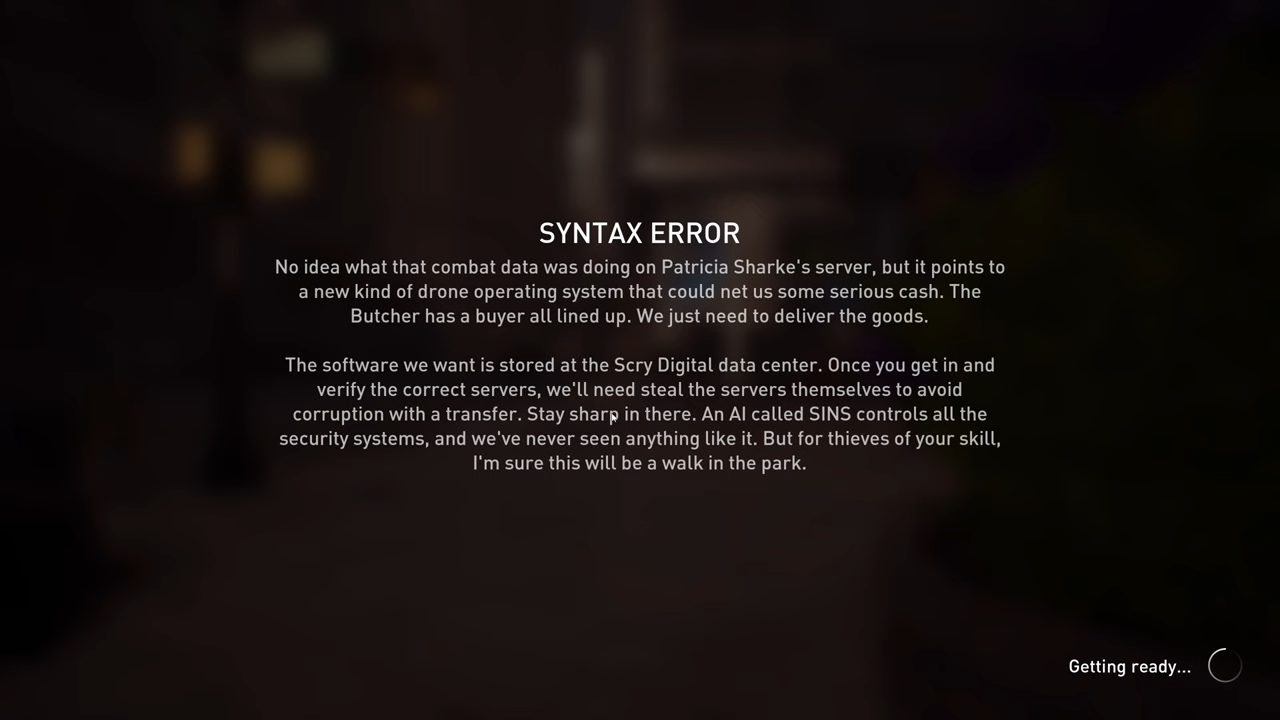 SYNTAX ERROR
No idea what that combat data was doing on Patricia Sharke's server, but it points to
a new kind of drone operating system that could net us some serious cash. The
Butcher has a buyer all lined up. We just need to deliver the goods.
The software we want is stored at the Scry Digital data center. Once you get in and
verify the correct servers, we'll need steal the servers themselves to avoid
corruption with a transfer. Stay sharp in there. An AI called SINS controls all the
security systems, and we've never seen anything like it. But for thieves of your skill,
I'm sure this will be a walk in the park.
Getting ready...